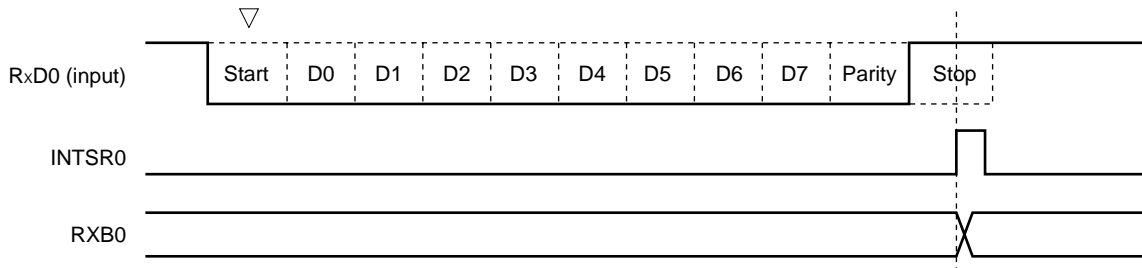 RxD0 (input) Start D0 D1 D2 D3 D4 D5 D6 D7 Parity Stop
INTSR0
RXB0